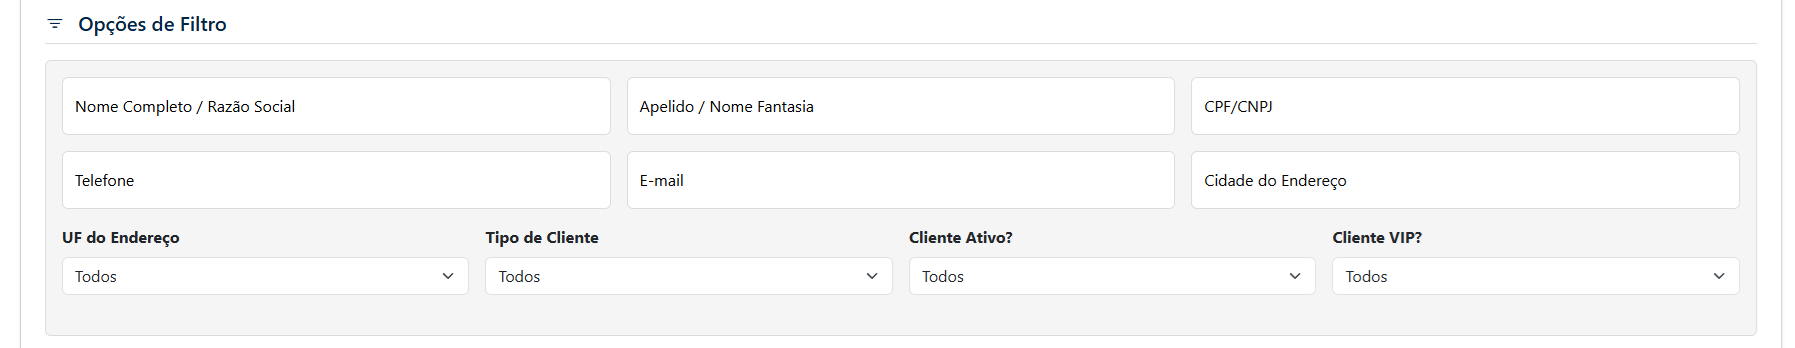 Opções de Filtro
Nome Completo / Razão Social Apelido / Nome Fantasia CPF/CNPJ
Telefone E-mail Cidade do Endereço
UF do Endereço Tipo de Cliente Cliente Ativo? Cliente VIP?
Todos Todos Todos Todos